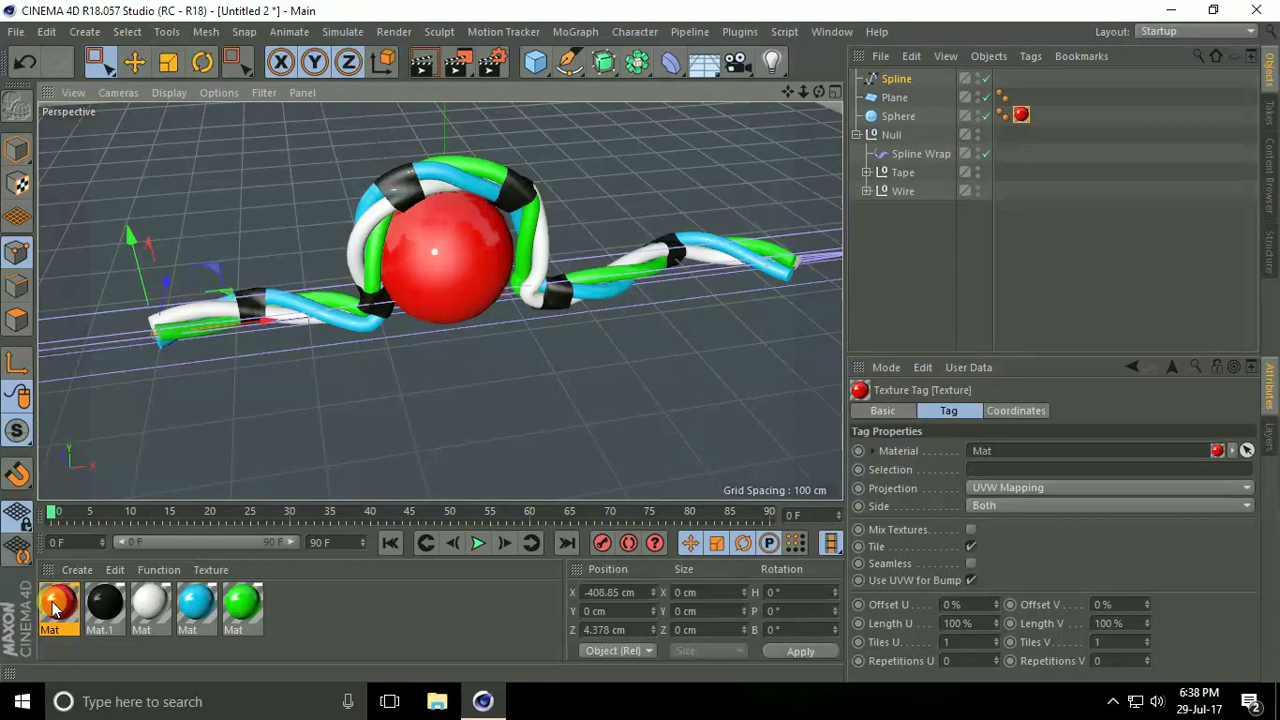 CINEMA 4D R18.057 Studio (RC - R18) - [Untitled 2 *] - Main
File Edit Create Select Tools Mesh Snap Animate Simulate Render Sculpt Motion Tracker MoGraph Character Pipeline Plugins Script Window Help Layout: Startup
X Y Z
View Cameras Display Options Filter Panel
File Edit View Objects Tags Bookmarks
Perspective
Spline
Plane
Sphere
Null
Spline Wrap
Tape
Wire
Objects
Takes
Content Browser
Structure
Y
X
Grid Spacing : 100 cm
Mode Edit User Data
Texture Tag [Texture]
Basic Tag Coordinates
Tag Properties
Material Mat
Selection
Projection UVW Mapping
Side Both
Mix Textures
Tile
Seamless
Use UVW for Bump
Offset U 0 % Offset V 0 %
Length U 100 % Length V 100 %
Tiles U 1 Tiles V 1
Repetitions U 0 Repetitions V 0
Attributes
Layers
0 5 10 15 20 25 30 35 40 45 50 55 60 65 70 75 80 85 90 0 F
0 F 0 F 90 F 90 F
Create Edit Function Texture
Mat Mat.1 Mat Mat Mat
Position Size Rotation
X -408.85 cm X 0 cm H 0 °
Y 0 cm Y 0 cm P 0 °
Z 4.378 cm Z 0 cm B 0 °
Object (Rel) Size Apply
MAXON
CINEMA 4D
Type here to search
6:38 PM
29-Jul-17
2